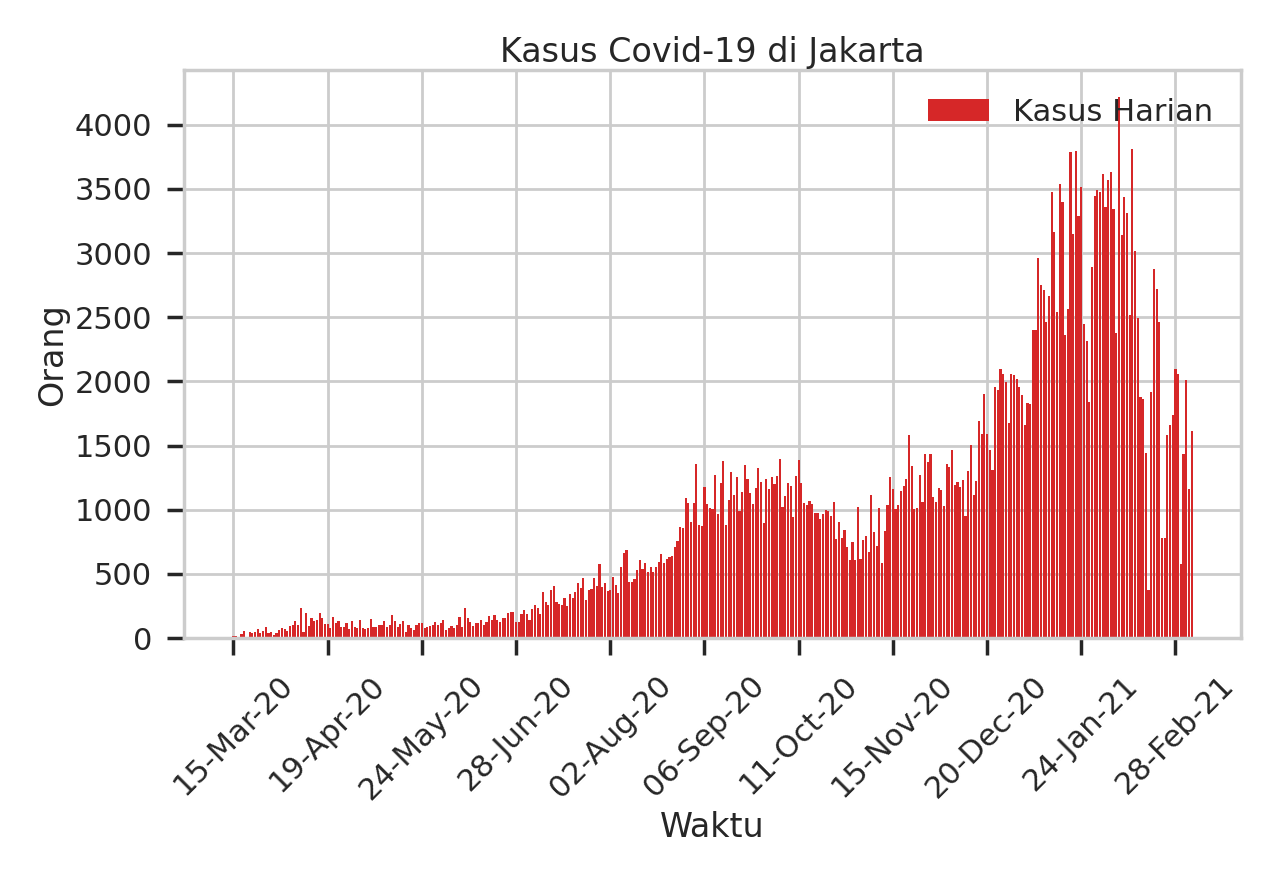 Kasus Covid-19 di Jakarta
Kasus Harian
4000
3500
3000
2500
2000
1500
1000
500
0
Orang
15-Mar-20
19-Apr-20
24-May-20
28-Jun-20
02-Aug-20
06-Sep-20
11-Oct-20
15-Nov-20
20-Dec-20
24-Jan-21
28-Feb-21
Waktu